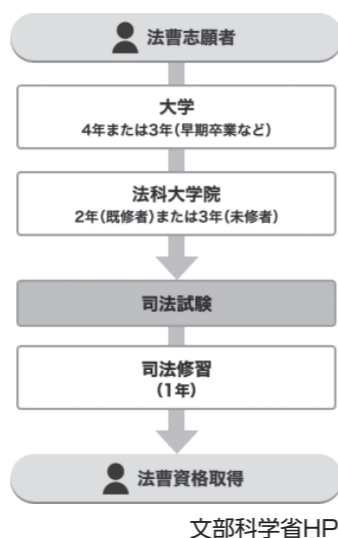 法曹志願者
大学
4年または3年(早期卒業など)
法科大学院
2年(既修者)または3年(未修者)
司法試験
司法修習
(1年)
法曹資格取得
文部科学省HP